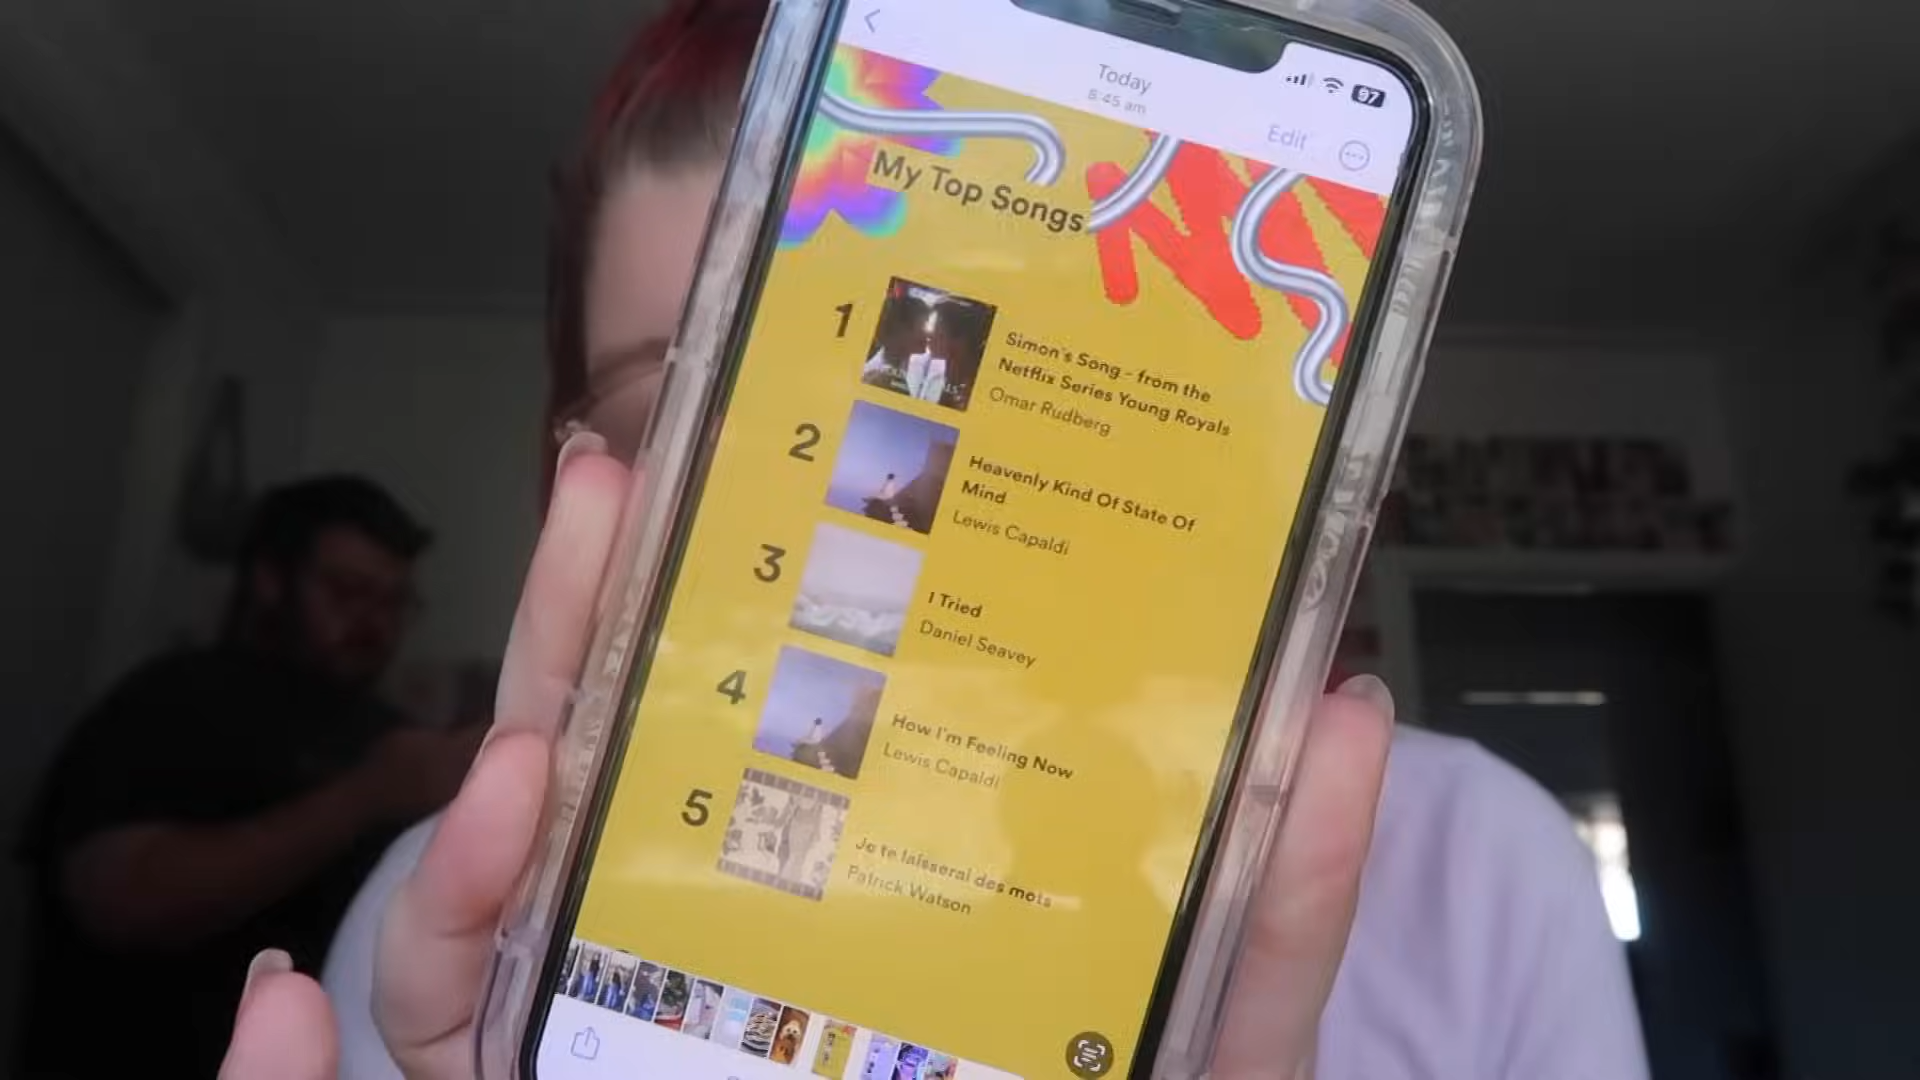 Today
8:45 am
97
Edit
My Top Songs
1
Simon's Song - from the
Netflix Series Young Royals
Omar Rudberg
2
Heavenly Kind Of State Of
Mind
Lewis Capaldi
3
I Tried
Daniel Seavey
4
How I'm Feeling Now
Lewis Capaldi
5
Je te laisserai des mots
Patrick Watson